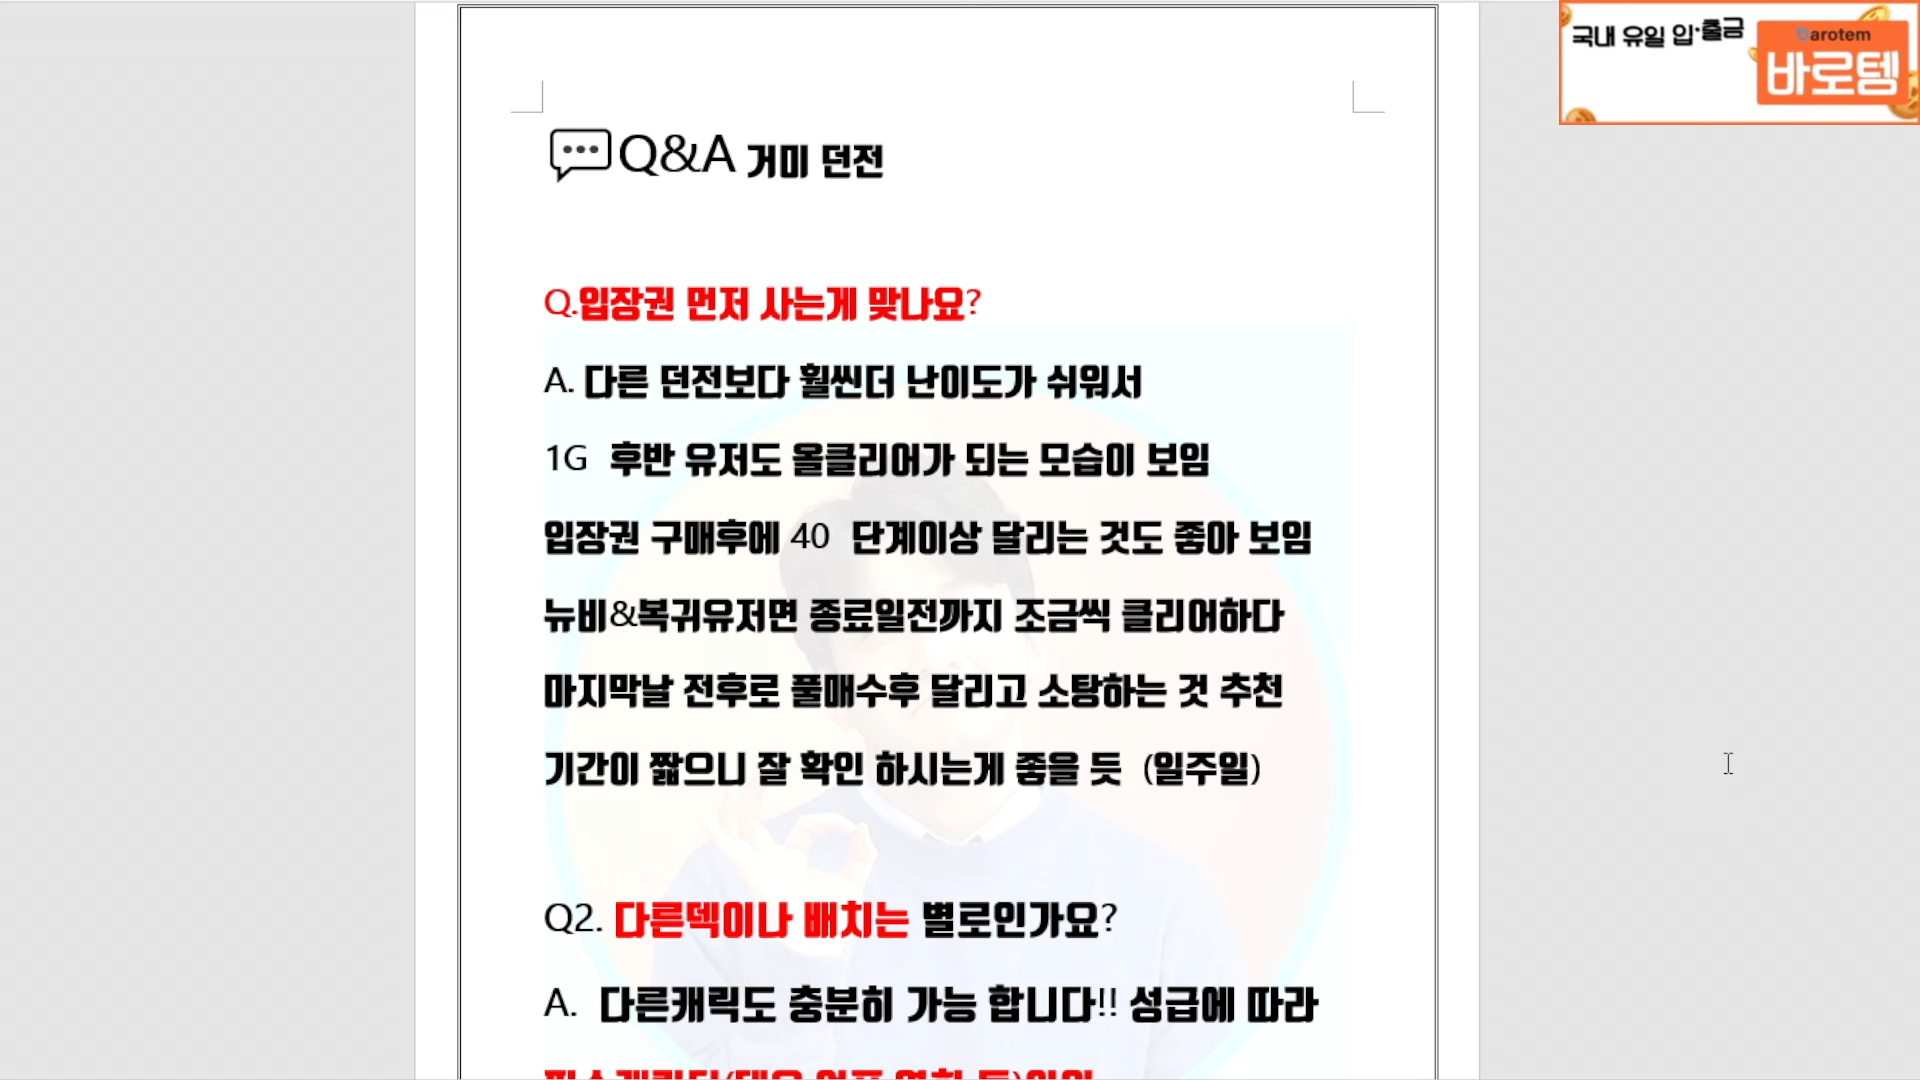 국내 유일 입·출금
barotem
바로템
Q&A 거미 던전
Q.입장권 먼저 사는게 맞나요?
A. 다른 던전보다 훨씬더 난이도가 쉬워서
1G 후반 유저도 올클리어가 되는 모습이 보임
입장권 구매후에 40 단계이상 달리는 것도 좋아 보임
뉴비&복귀유저면 종료일전까지 조금씩 클리어하다
마지막날 전후로 풀매수후 달리고 소탕하는 것 추천
기간이 짧으니 잘 확인 하시는게 좋을 듯 (일주일)
Q2. 다른덱이나 배치는 별로인가요?
A. 다른캐릭도 충분히 가능 합니다!! 성급에 따라